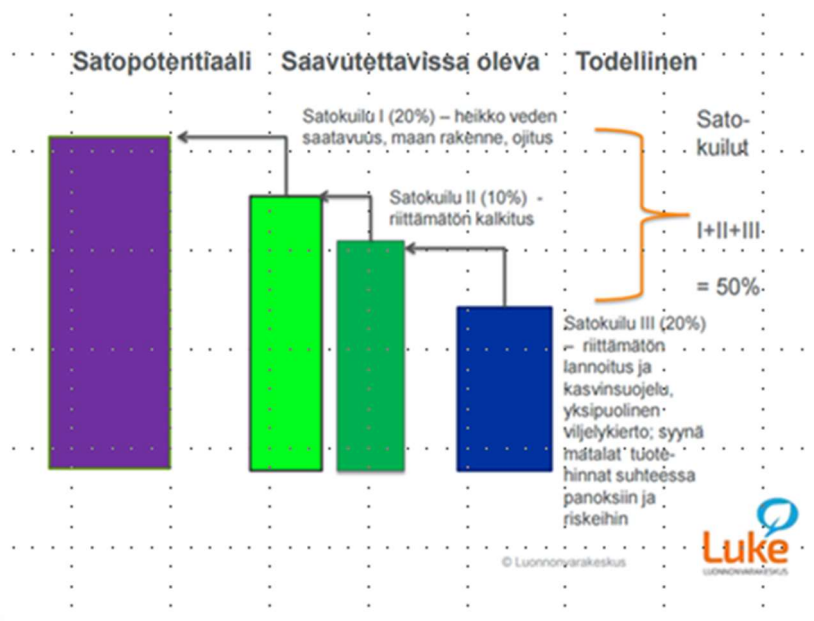 Satopotentiaali
Saavutettavissa oleva
Todellinen
Satokuilu I (20%) – heikko veden
saatavuus, maan rakenne, ojitus
Sato-
kuilut
Satokuilu II (10%) -
riittämätön kalkitus
I+II+III
= 50%
Satokuilu III (20%)
– riittämätön
lannoitus ja
kasvinsuojelu,
yksipuolinen
viljelykierto; syynä
matalat tuote-
hinnat suhteessa
panoksiin ja
riskeihin
Luke
LUONNONVARAKESKUS
© Luonnonvarakeskus